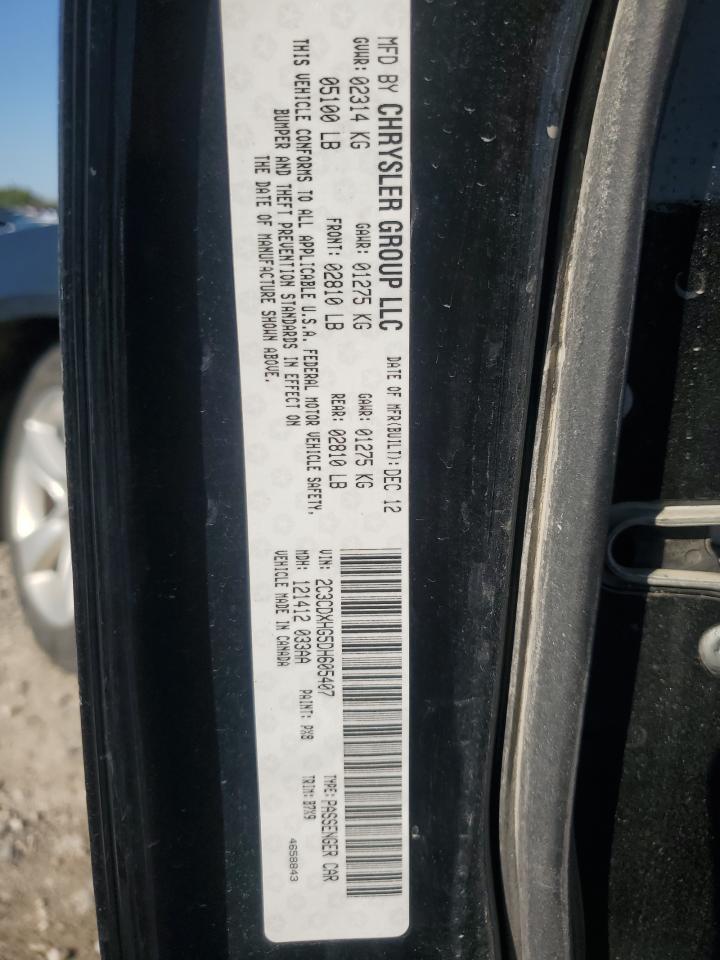 MFD BY CHRYSLER GROUP LLC DATE OF MFR(BUILT): DEC 12
GVWR: 02314 KG GAWR: 01275 KG GAWR: 01275 KG
05100 LB FRONT: 02810 LB REAR: 02810 LB
THIS VEHICLE CONFORMS TO ALL APPLICABLE U.S.A. FEDERAL MOTOR VEHICLE SAFETY,
BUMPER AND THEFT PREVENTION STANDARDS IN EFFECT ON
THE DATE OF MANUFACTURE SHOWN ABOVE.
VIN: 2C3CDXHG5DH605407 TYPE: PASSENGER CAR
MDH: 121412 033AA PAINT: PX8 TRIM: B7X9
VEHICLE MADE IN CANADA 4658843